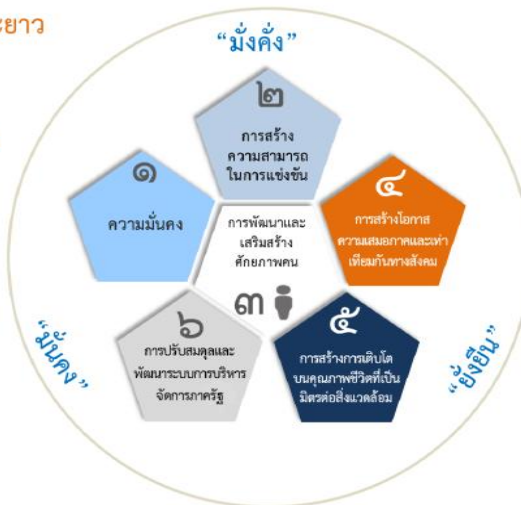 ะยาว
“มั่งคั่ง”
๒
การสร้าง
ความสามารถ
ในการแข่งขัน
๑
ความมั่นคง
๔
การสร้างโอกาส
ความเสมอภาคและเท่า
เทียมกันทางสังคม
การพัฒนาและ
เสริมสร้าง
ศักยภาพคน
๓
๖
การปรับสมดุลและ
พัฒนาระบบการบริหาร
จัดการภาครัฐ
๕
การสร้างการเติบโต
บนคุณภาพชีวิตที่เป็น
มิตรต่อสิ่งแวดล้อม
“มั่นคง”
“ยั่งยืน”